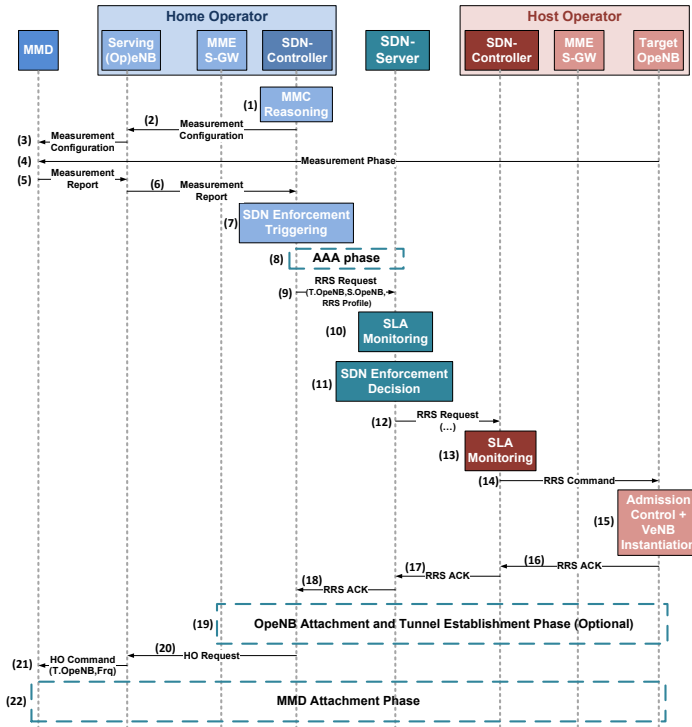 Home Operator
Host Operator
MMD
Serving
(Op)eNB
MME
S-GW
SDN-
Controller
SDN-
Server
SDN-
Controller
MME
S-GW
Target
OpeNB
(1)
MMC
Reasoning
(2)
Measurement
Configuration
(3)
Measurement
Configuration
(4)
Measurement Phase
(5)
Measurement
Report
(6)
Measurement
Report
(7)
SDN Enforcement
Triggering
(8)
AAA phase
(9)
RRS Request
(T.OpeNB,S.OpeNB,
RRS Profile)
(10)
SLA
Monitoring
(11)
SDN Enforcement
Decision
(12)
RRS Request
(...)
(13)
SLA
Monitoring
(14)
RRS Command
(15)
Admission
Control +
VeNB
Instantiation
(16)
RRS ACK
(17)
RRS ACK
(18)
RRS ACK
(19)
OpeNB Attachment and Tunnel Establishment Phase (Optional)
(20)
HO Request
(21)
HO Command
(T.OpeNB,Frq)
(22)
MMD Attachment Phase